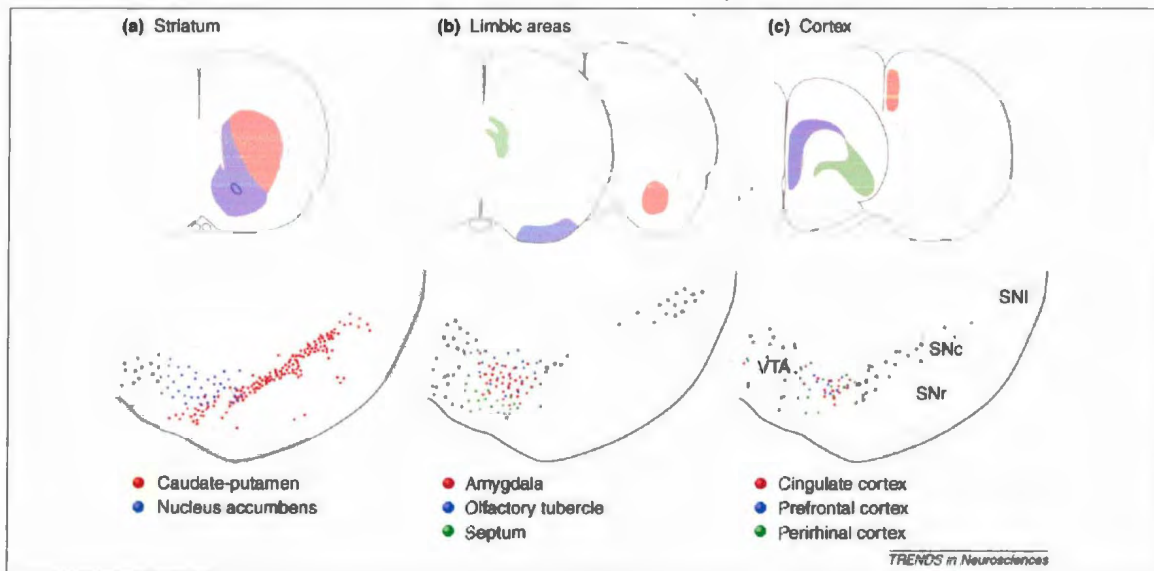 (a) Striatum
(b) Limbic areas
(c) Cortex
SNl
SNc
VTA
SNr
Caudate-putamen
Nucleus accumbens
Amygdala
Olfactory tubercle
Septum
Cingulate cortex
Prefrontal cortex
Perirhinal cortex
TRENDS in Neurosciences